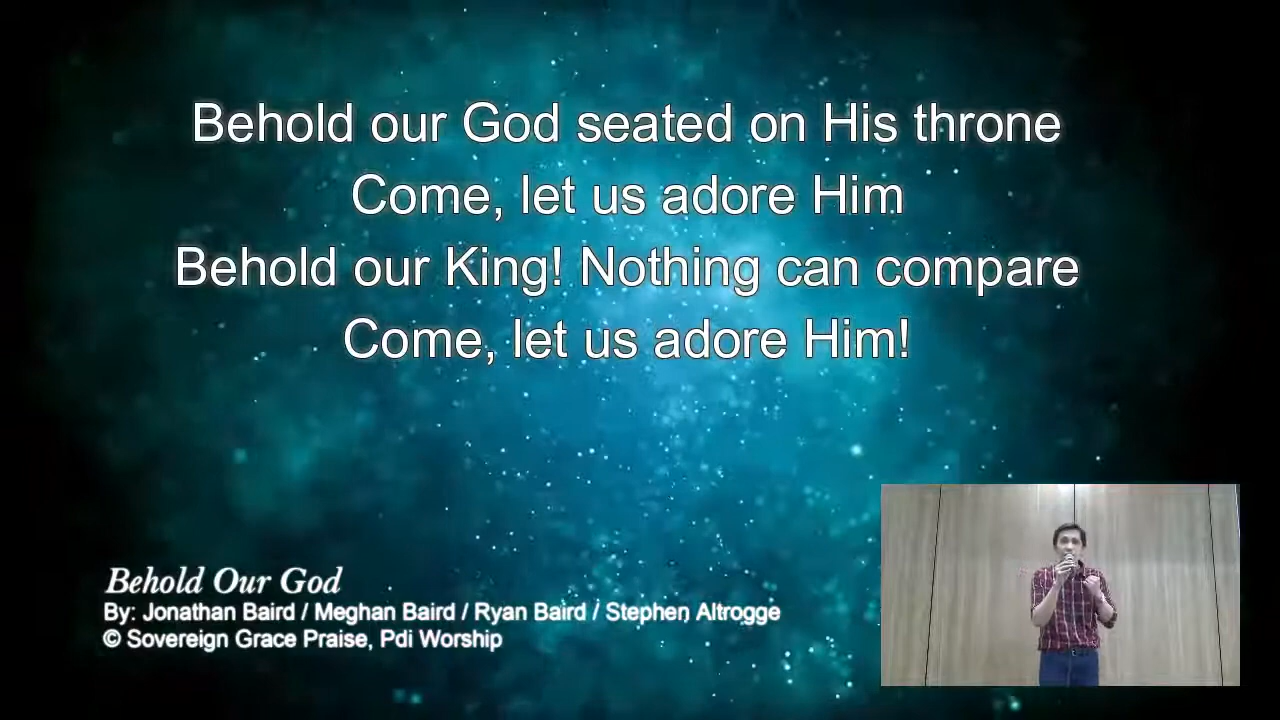 Behold our God seated on His throne
Come, let us adore Him
Behold our King! Nothing can compare
Come, let us adore Him!
Behold Our God
By: Jonathan Baird / Meghan Baird / Ryan Baird / Stephen Altrogge
© Sovereign Grace Praise, Pdi Worship